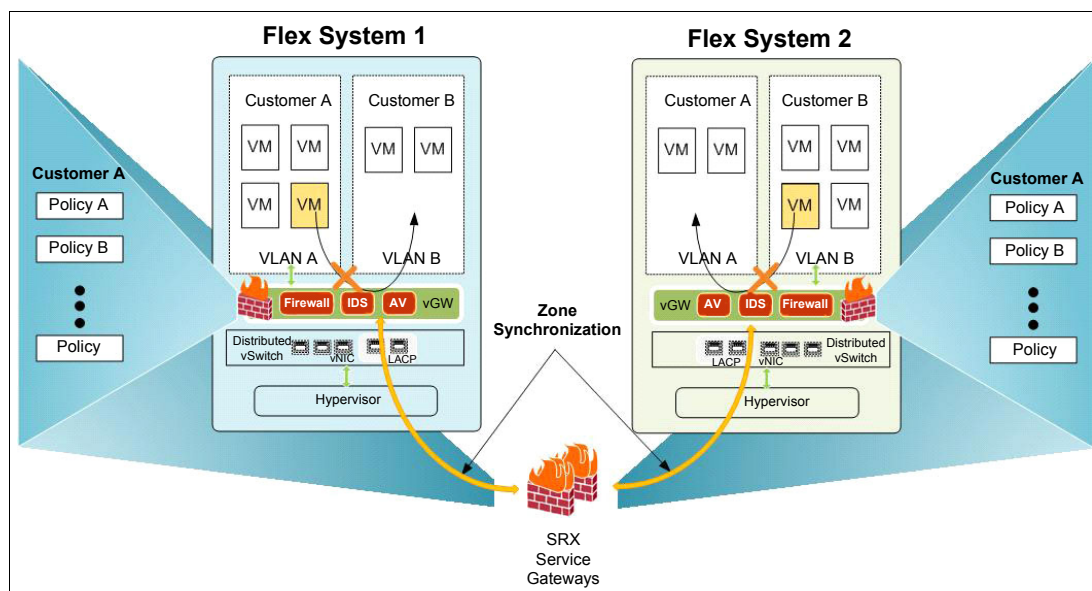 Flex System 1
Flex System 2
Customer A
Customer B
VM
VM
VM
VM
VM
VM
VLAN A
VLAN B
Firewall
IDS
AV
vGW
Distributed
vSwitch
vNIC
LACP
Hypervisor
Customer A
Policy A
Policy B
Policy
Zone
Synchronization
Customer A
Customer B
VM
VM
VM
VM
VM
VM
VLAN A
VLAN B
vGW
AV
IDS
Firewall
LACP
vNIC
Distributed
vSwitch
Hypervisor
Customer A
Policy A
Policy B
Policy
SRX
Service
Gateways